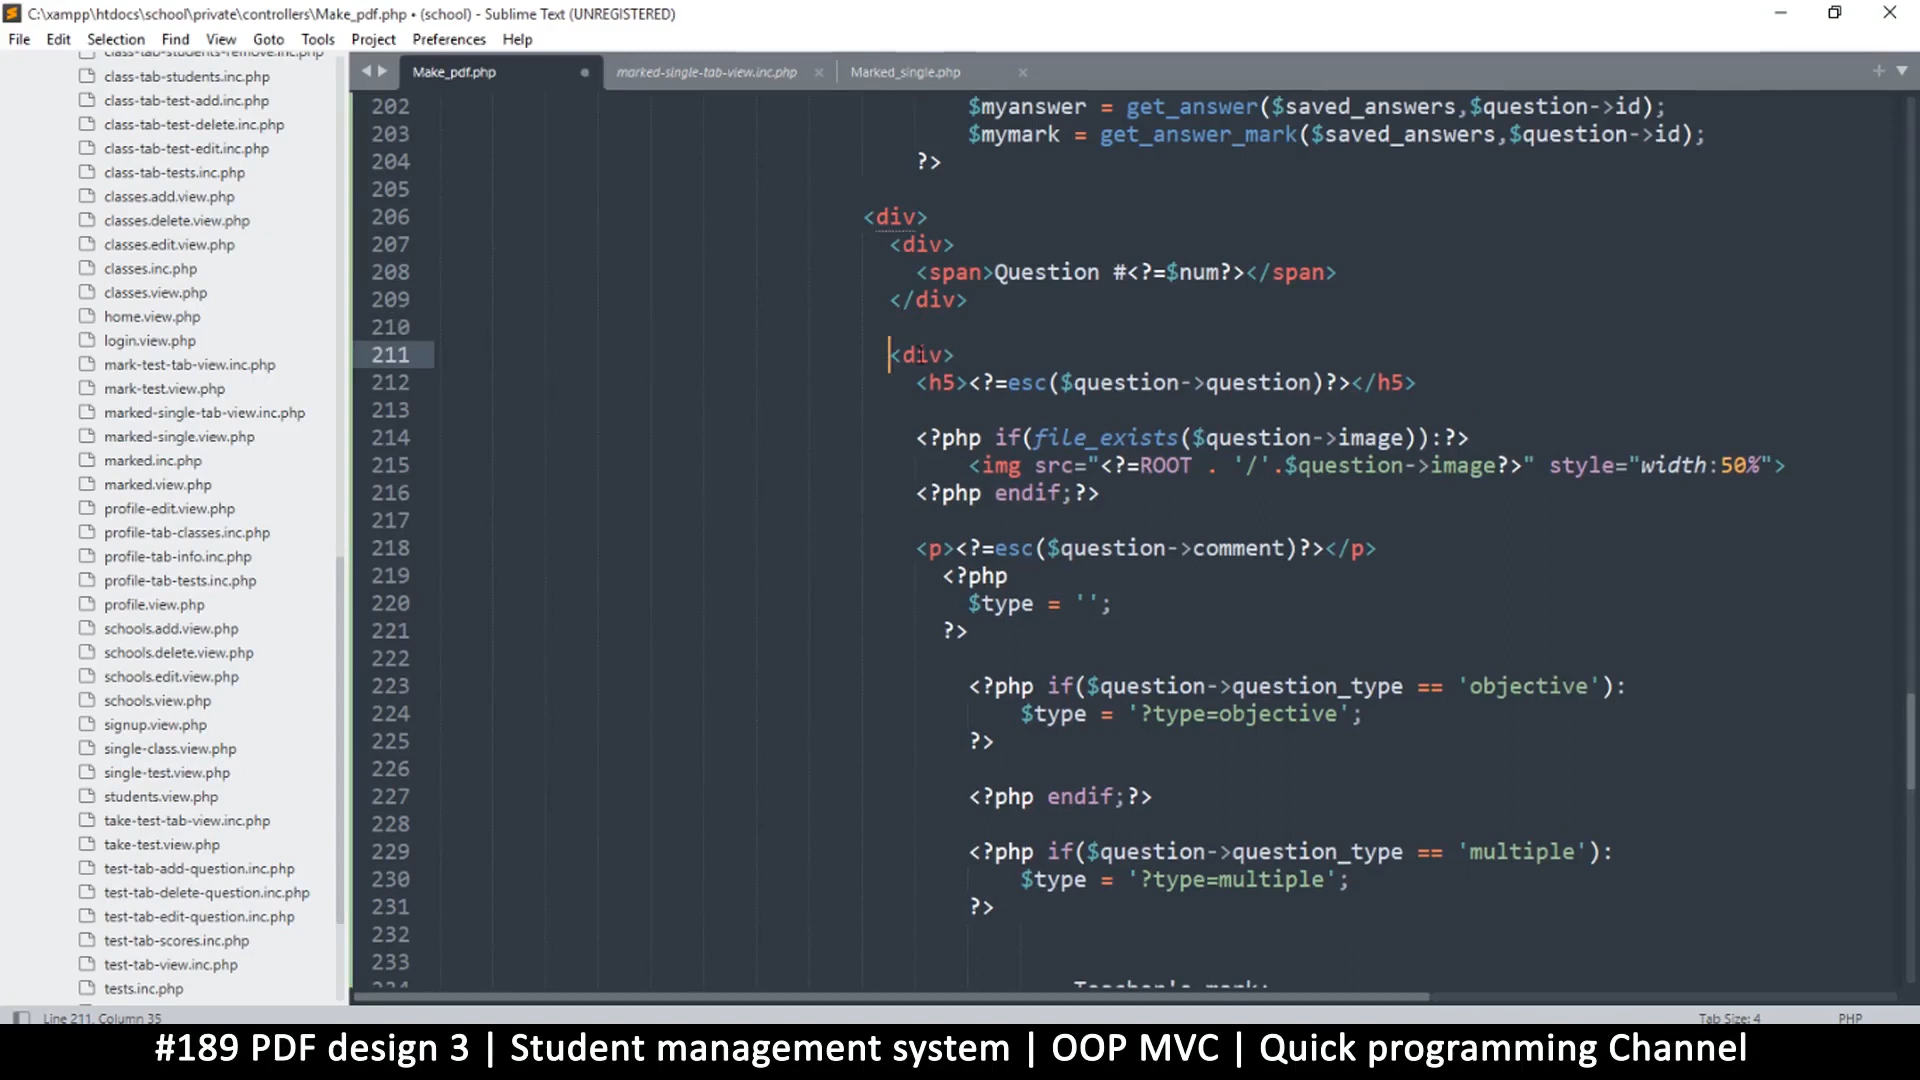 C:\xampp\htdocs\school\private\controllers\Make_pdf.php • (school) - Sublime Text (UNREGISTERED)
File Edit Selection Find View Goto Tools Project Preferences Help
class-tab-students-remove.inc.php
class-tab-students.inc.php
class-tab-test-add.inc.php
class-tab-test-delete.inc.php
class-tab-test-edit.inc.php
class-tab-tests.inc.php
classes.add.view.php
classes.delete.view.php
classes.edit.view.php
classes.inc.php
classes.view.php
home.view.php
login.view.php
mark-test-tab-view.inc.php
mark-test.view.php
marked-single-tab-view.inc.php
marked-single.view.php
marked.inc.php
marked.view.php
profile-edit.view.php
profile-tab-classes.inc.php
profile-tab-info.inc.php
profile-tab-tests.inc.php
profile.view.php
schools.add.view.php
schools.delete.view.php
schools.edit.view.php
schools.view.php
signup.view.php
single-class.view.php
single-test.view.php
students.view.php
take-test-tab-view.inc.php
take-test.view.php
test-tab-add-question.inc.php
test-tab-delete-question.inc.php
test-tab-edit-question.inc.php
test-tab-scores.inc.php
test-tab-view.inc.php
tests.inc.php
Make_pdf.php marked-single-tab-view.inc.php Marked_single.php
202 $myanswer = get_answer($saved_answers,$question->id);
203 $mymark = get_answer_mark($saved_answers,$question->id);
204 ?>
205
206 <div>
207 <div>
208 <span>Question #<?=$num?></span>
209 </div>
210
211 <div>
212 <h5><?=esc($question->question)?></h5>
213
214 <?php if(file_exists($question->image)):?>
215 <img src="<?=ROOT . '/'.$question->image?>" style="width:50%">
216 <?php endif;?>
217
218 <p><?=esc($question->comment)?></p>
219 <?php
220 $type = '';
221 ?>
222
223 <?php if($question->question_type == 'objective'):
224 $type = '?type=objective';
225 ?>
226
227 <?php endif;?>
228
229 <?php if($question->question_type == 'multiple'):
230 $type = '?type=multiple';
231 ?>
232
233
234 Teacher's mark:
Line 211, Column 35 Tab Size: 4 PHP
#189 PDF design 3 | Student management system | OOP MVC | Quick programming Channel